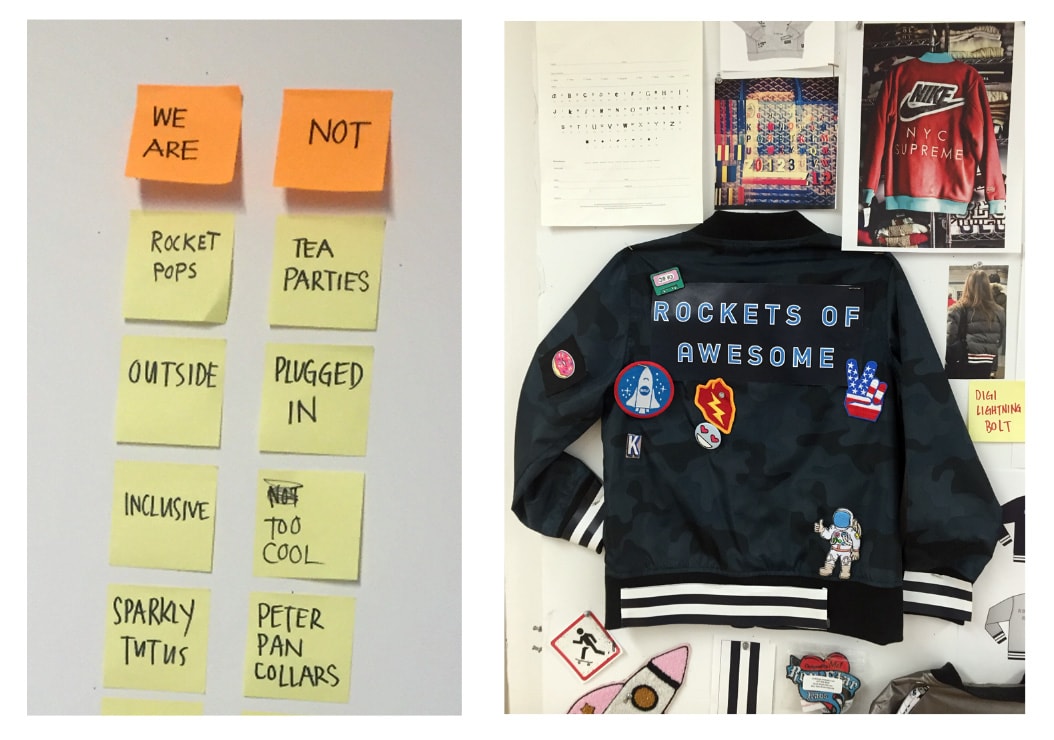 WE
ARE
NOT
ROCKET
POPS
TEA
PARTIES
OUTSIDE
PLUGGED
IN
INCLUSIVE
NOT
TOO
COOL
SPARKLY
TUTUS
PETER
PAN
COLLARS
NIKE
NYC
SUPREME
0123
ROCKETS OF
AWESOME
K
DIGI
LIGHTNING
BOLT